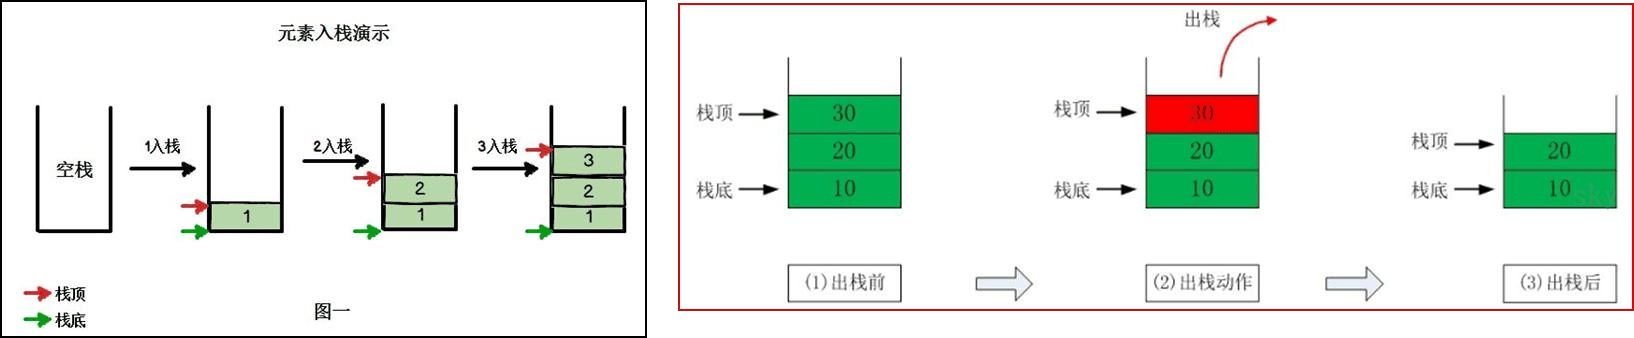 元素入栈演示
空栈
1入栈
1
2入栈
2
1
3入栈
3
2
1
栈顶
栈底
图一
出栈
栈顶
30
20
栈底
10
栈顶
30
20
栈底
10
栈顶
20
栈底
10
sky
(1)出栈前
(2)出栈动作
(3)出栈后